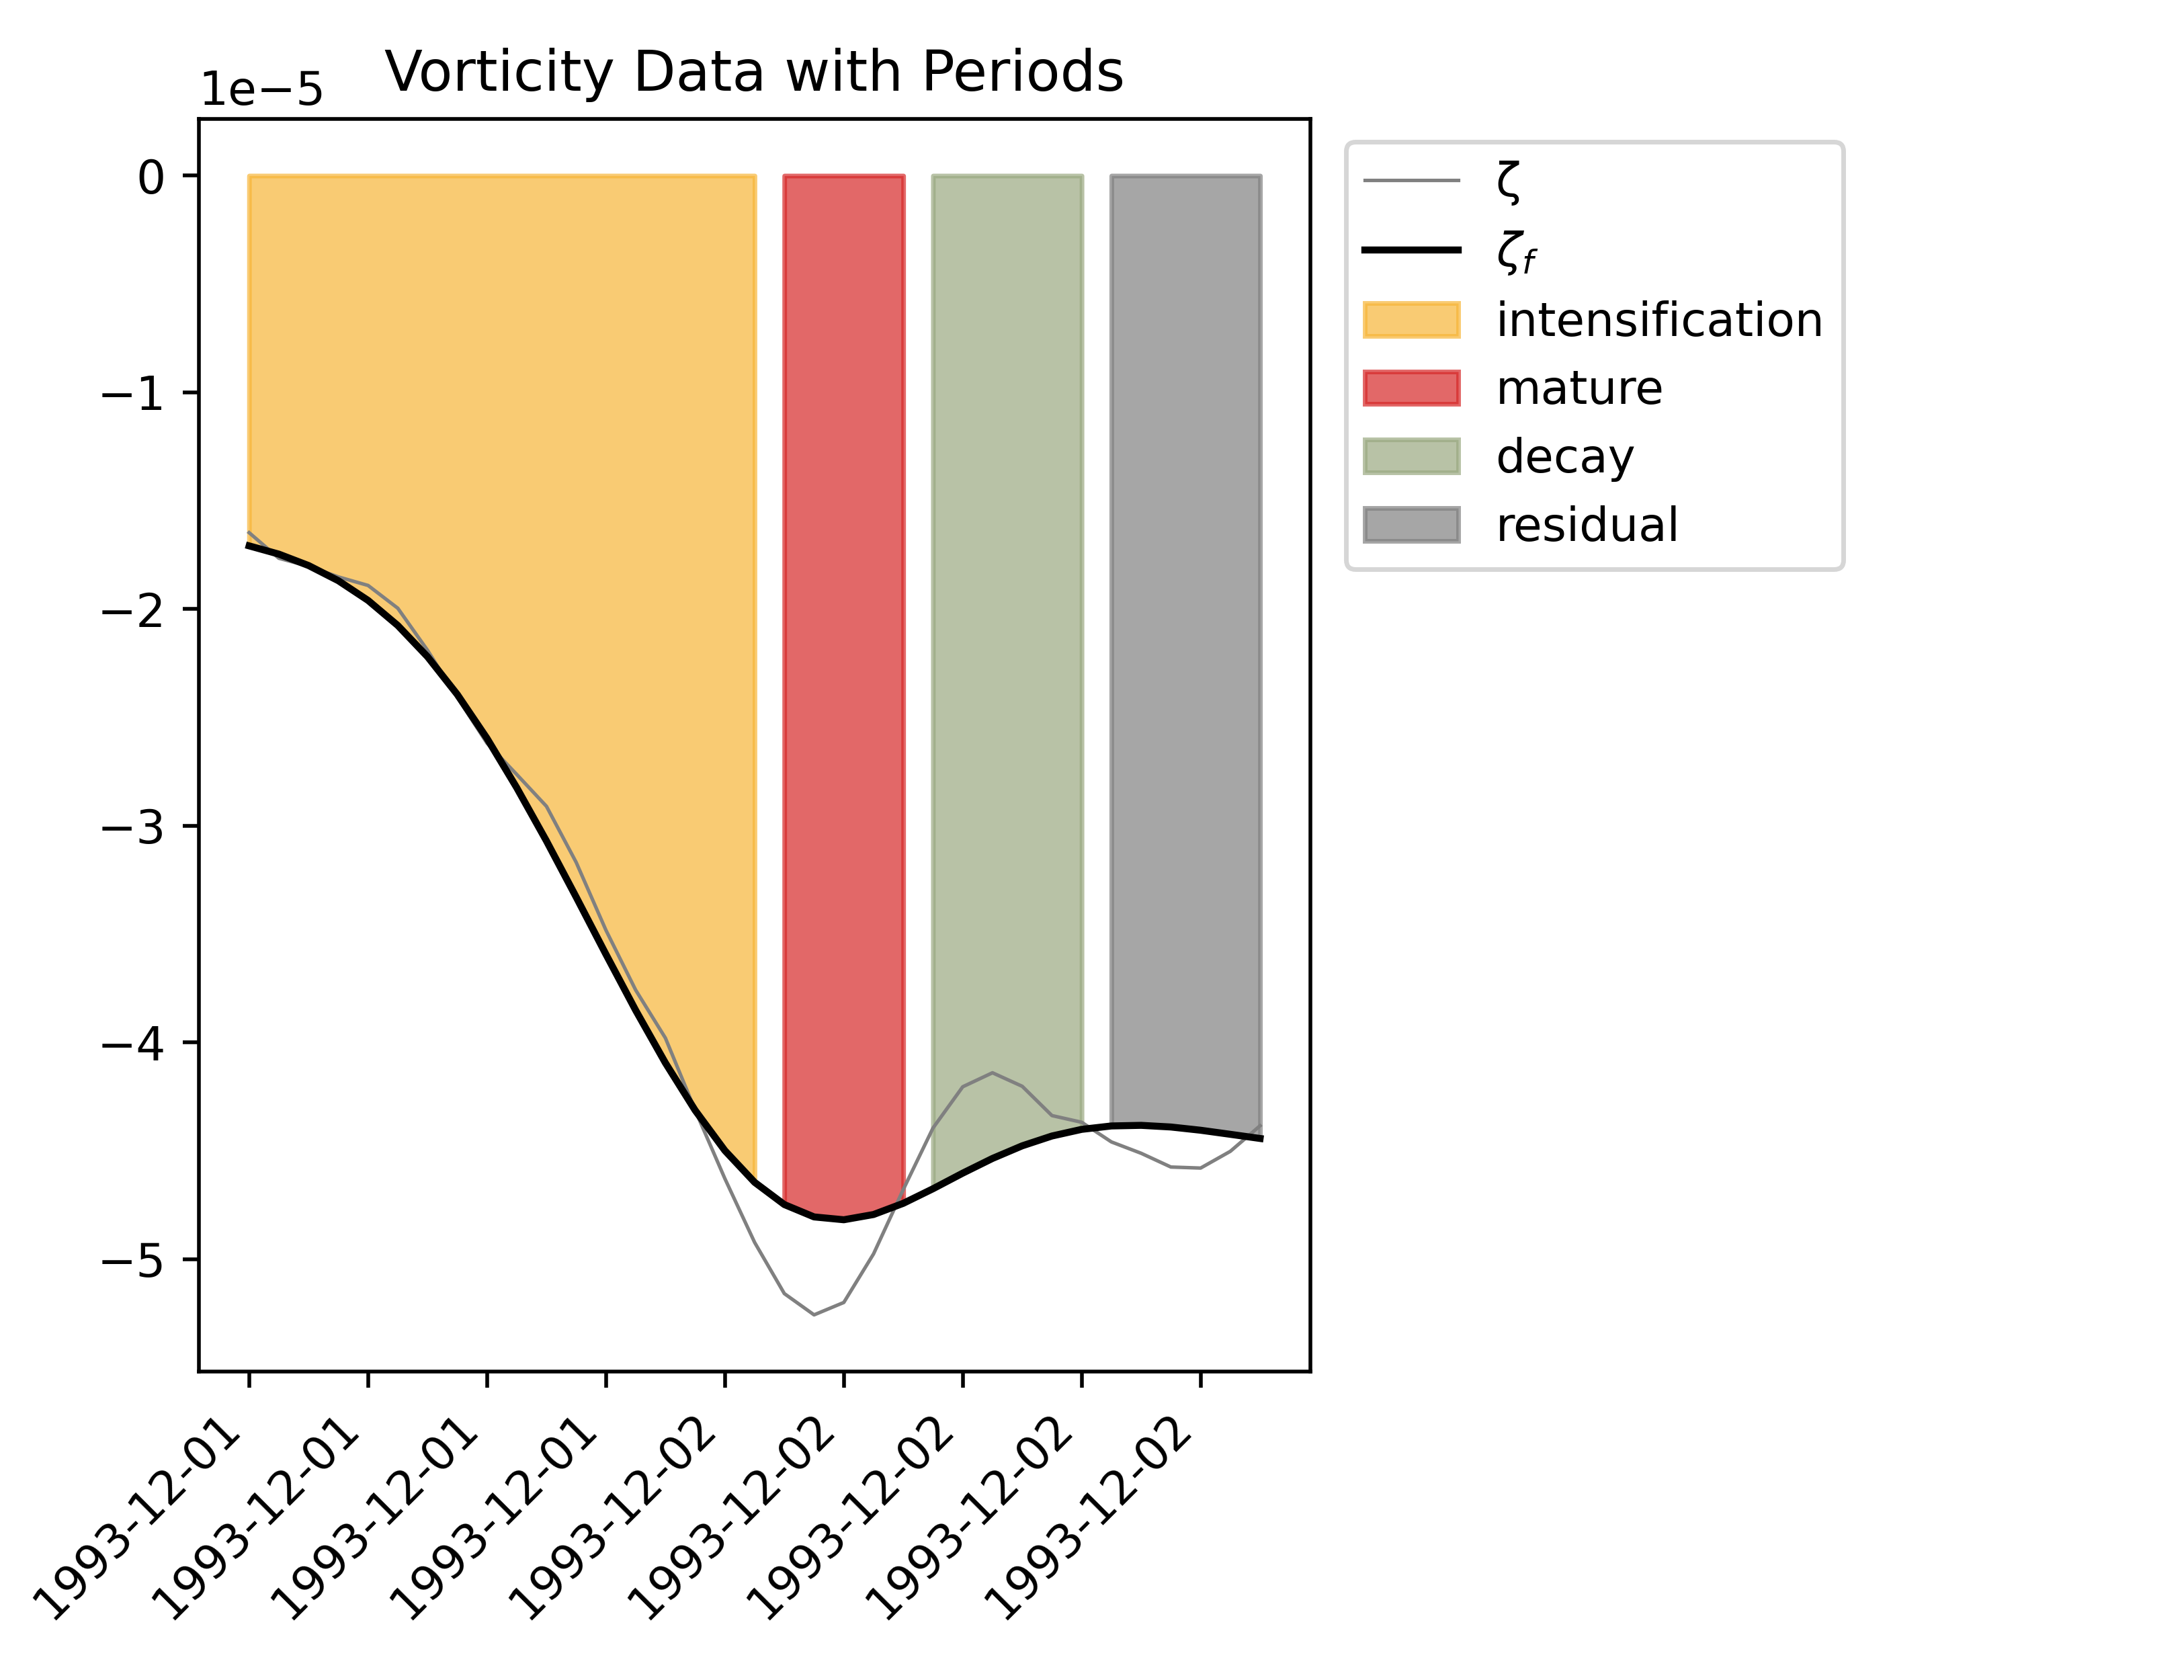 Vorticity Data with Periods
1e−5
0
−1
−2
−3
−4
−5
1993-12-01
1993-12-01
1993-12-01
1993-12-01
1993-12-02
1993-12-02
1993-12-02
1993-12-02
1993-12-02
ζ
ζf
intensification
mature
decay
residual